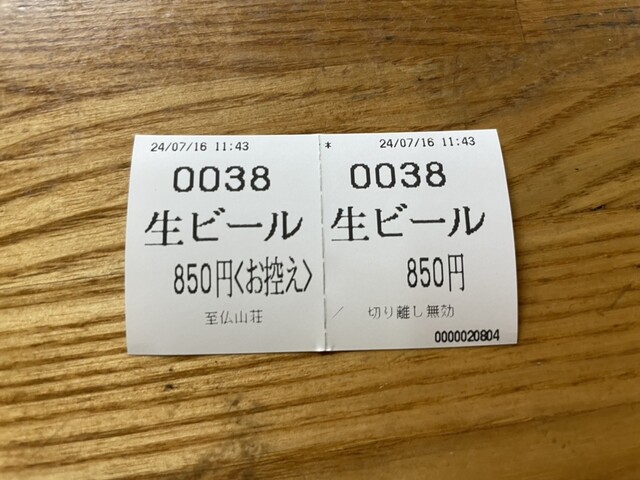 24/07/16 11:43
0038
生ビール
850円<お控え>
至仏山荘
* 24/07/16 11:43
0038
生ビール
850円
/ 切り離し無効
0000020804